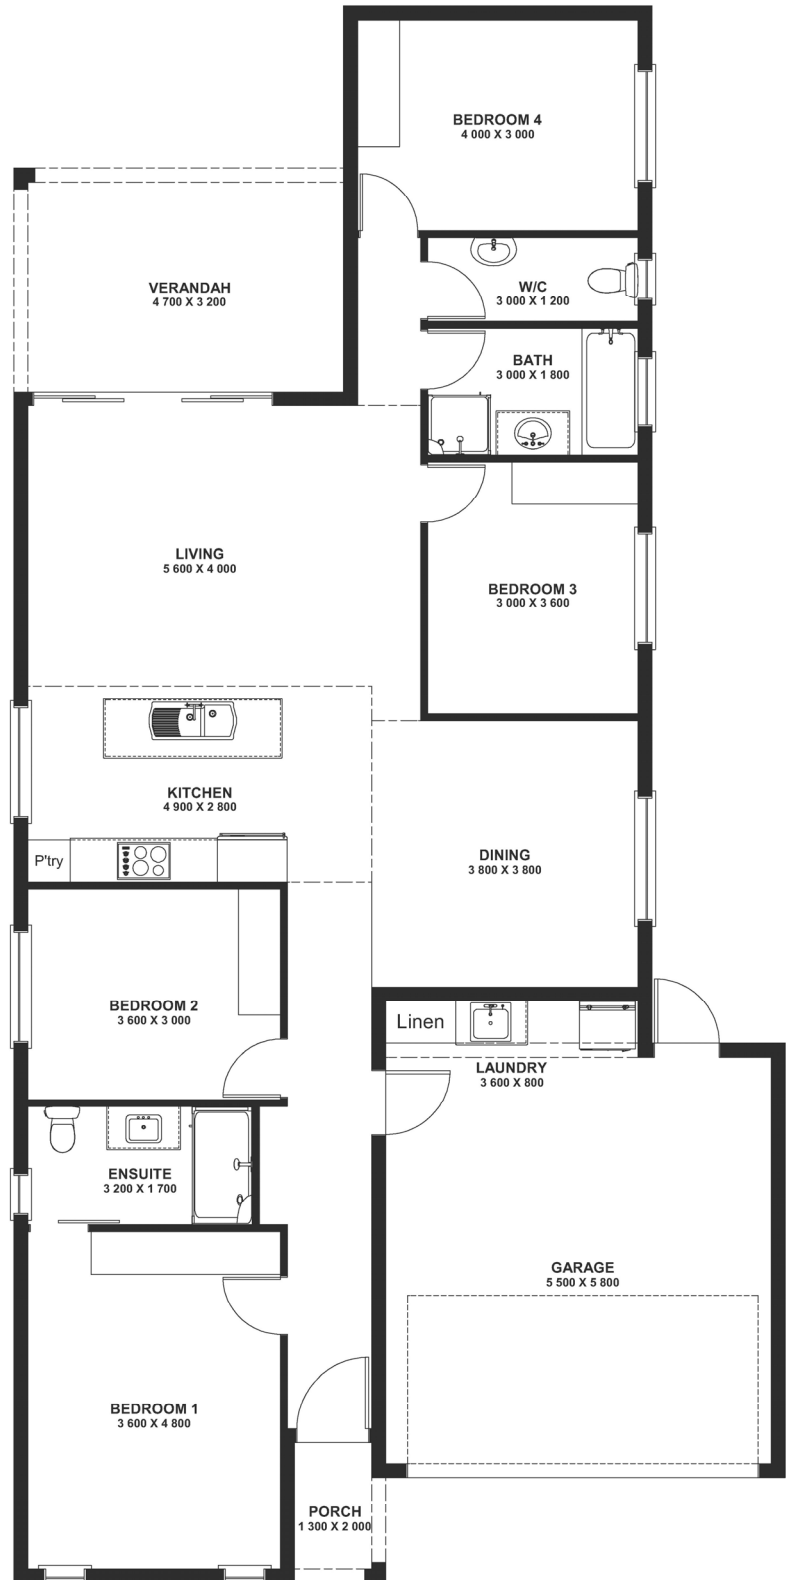 BEDROOM 4
4 000 X 3 000
VERANDAH
4 700 X 3 200
W/C
3 000 X 1 200
BATH
3 000 X 1 800
LIVING
5 600 X 4 000
BEDROOM 3
3 000 X 3 600
KITCHEN
4 900 X 2 800
P'try
DINING
3 800 X 3 800
BEDROOM 2
3 600 X 3 000
Linen
LAUNDRY
3 600 X 800
ENSUITE
3 200 X 1 700
GARAGE
5 500 X 5 800
BEDROOM 1
3 600 X 4 800
PORCH
1 300 X 2 000